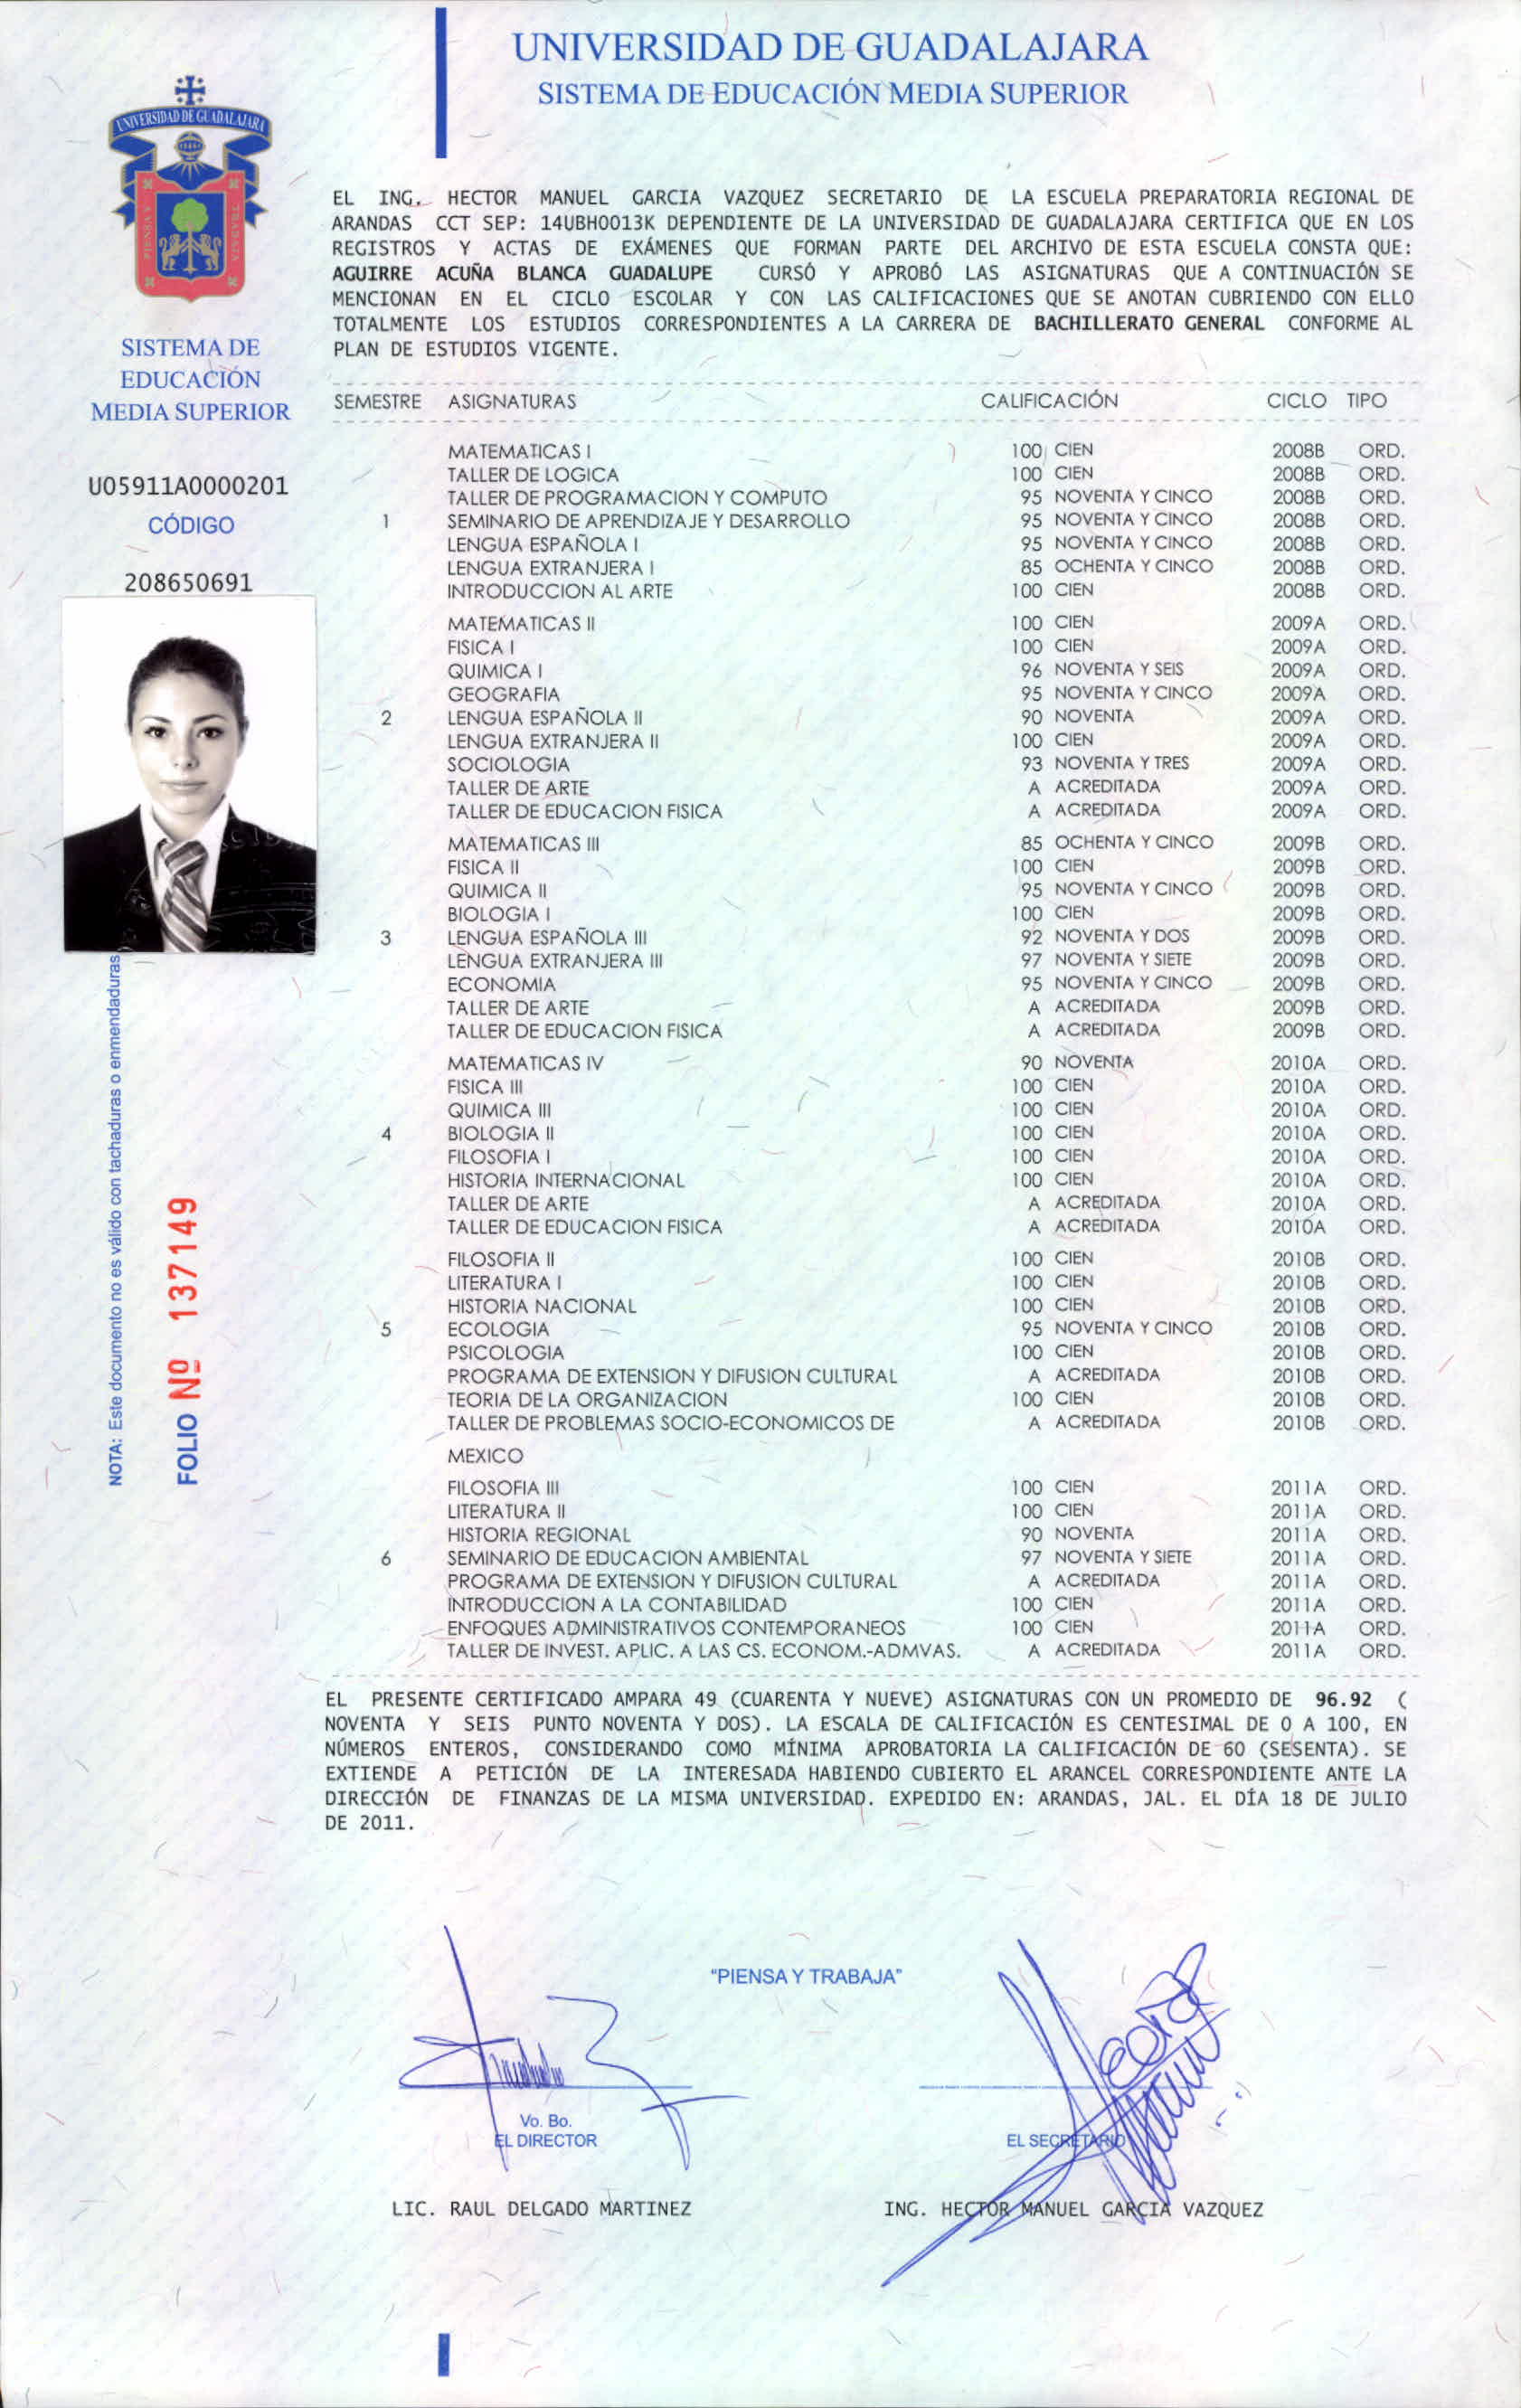 UNIVERSIDAD DE GUADALAJARA
SISTEMA DE EDUCACIÓN MEDIA SUPERIOR
UNIVERSIDAD DE GUADALAJARA
PIENSA Y
TRABAJA
SISTEMA DE
EDUCACIÓN
MEDIA SUPERIOR
U05911A0000201
CÓDIGO
208650691
EL ING. HECTOR MANUEL GARCIA VAZQUEZ SECRETARIO DE LA ESCUELA PREPARATORIA REGIONAL DE
ARANDAS CCT SEP: 14UBH0013K DEPENDIENTE DE LA UNIVERSIDAD DE GUADALAJARA CERTIFICA QUE EN LOS
REGISTROS Y ACTAS DE EXÁMENES QUE FORMAN PARTE DEL ARCHIVO DE ESTA ESCUELA CONSTA QUE:
AGUIRRE ACUÑA BLANCA GUADALUPE CURSÓ Y APROBÓ LAS ASIGNATURAS QUE A CONTINUACIÓN SE
MENCIONAN EN EL CICLO ESCOLAR Y CON LAS CALIFICACIONES QUE SE ANOTAN CUBRIENDO CON ELLO
TOTALMENTE LOS ESTUDIOS CORRESPONDIENTES A LA CARRERA DE BACHILLERATO GENERAL CONFORME AL
PLAN DE ESTUDIOS VIGENTE.
SEMESTRE ASIGNATURAS CALIFICACIÓN CICLO TIPO
MATEMATICAS I 100 CIEN 2008B ORD.
TALLER DE LOGICA 100 CIEN 2008B ORD.
TALLER DE PROGRAMACION Y COMPUTO 95 NOVENTA Y CINCO 2008B ORD.
1 SEMINARIO DE APRENDIZAJE Y DESARROLLO 95 NOVENTA Y CINCO 2008B ORD.
LENGUA ESPAÑOLA I 95 NOVENTA Y CINCO 2008B ORD.
LENGUA EXTRANJERA I 85 OCHENTA Y CINCO 2008B ORD.
INTRODUCCION AL ARTE 100 CIEN 2008B ORD.
MATEMATICAS II 100 CIEN 2009A ORD.
FISICA I 100 CIEN 2009A ORD.
QUIMICA I 96 NOVENTA Y SEIS 2009A ORD.
GEOGRAFIA 95 NOVENTA Y CINCO 2009A ORD.
2 LENGUA ESPAÑOLA II 90 NOVENTA 2009A ORD.
LENGUA EXTRANJERA II 100 CIEN 2009A ORD.
SOCIOLOGIA 93 NOVENTA Y TRES 2009A ORD.
TALLER DE ARTE A ACREDITADA 2009A ORD.
TALLER DE EDUCACION FISICA A ACREDITADA 2009A ORD.
MATEMATICAS III 85 OCHENTA Y CINCO 2009B ORD.
FISICA II 100 CIEN 2009B ORD.
QUIMICA II 95 NOVENTA Y CINCO 2009B ORD.
BIOLOGIA I 100 CIEN 2009B ORD.
3 LENGUA ESPAÑOLA III 92 NOVENTA Y DOS 2009B ORD.
LENGUA EXTRANJERA III 97 NOVENTA Y SIETE 2009B ORD.
ECONOMIA 95 NOVENTA Y CINCO 2009B ORD.
TALLER DE ARTE A ACREDITADA 2009B ORD.
TALLER DE EDUCACION FISICA A ACREDITADA 2009B ORD.
MATEMATICAS IV 90 NOVENTA 2010A ORD.
FISICA III 100 CIEN 2010A ORD.
QUIMICA III 100 CIEN 2010A ORD.
4 BIOLOGIA II 100 CIEN 2010A ORD.
FILOSOFIA I 100 CIEN 2010A ORD.
HISTORIA INTERNACIONAL 100 CIEN 2010A ORD.
TALLER DE ARTE A ACREDITADA 2010A ORD.
TALLER DE EDUCACION FISICA A ACREDITADA 2010A ORD.
FILOSOFIA II 100 CIEN 2010B ORD.
LITERATURA I 100 CIEN 2010B ORD.
HISTORIA NACIONAL 100 CIEN 2010B ORD.
5 ECOLOGIA 95 NOVENTA Y CINCO 2010B ORD.
PSICOLOGIA 100 CIEN 2010B ORD.
PROGRAMA DE EXTENSION Y DIFUSION CULTURAL A ACREDITADA 2010B ORD.
TEORIA DE LA ORGANIZACION 100 CIEN 2010B ORD.
TALLER DE PROBLEMAS SOCIO-ECONOMICOS DE A ACREDITADA 2010B ORD.
MEXICO
FILOSOFIA III 100 CIEN 2011A ORD.
LITERATURA II 100 CIEN 2011A ORD.
HISTORIA REGIONAL 90 NOVENTA 2011A ORD.
6 SEMINARIO DE EDUCACION AMBIENTAL 97 NOVENTA Y SIETE 2011A ORD.
PROGRAMA DE EXTENSION Y DIFUSION CULTURAL A ACREDITADA 2011A ORD.
INTRODUCCION A LA CONTABILIDAD 100 CIEN 2011A ORD.
ENFOQUES ADMINISTRATIVOS CONTEMPORANEOS 100 CIEN 2011A ORD.
TALLER DE INVEST. APLIC. A LAS CS. ECONOM.-ADMVAS. A ACREDITADA 2011A ORD.
NOTA: Este documento no es válido con tachaduras o enmendaduras
FOLIO Nº 137149
EL PRESENTE CERTIFICADO AMPARA 49 (CUARENTA Y NUEVE) ASIGNATURAS CON UN PROMEDIO DE 96.92 (
NOVENTA Y SEIS PUNTO NOVENTA Y DOS). LA ESCALA DE CALIFICACIÓN ES CENTESIMAL DE 0 A 100, EN
NÚMEROS ENTEROS, CONSIDERANDO COMO MÍNIMA APROBATORIA LA CALIFICACIÓN DE 60 (SESENTA). SE
EXTIENDE A PETICIÓN DE LA INTERESADA HABIENDO CUBIERTO EL ARANCEL CORRESPONDIENTE ANTE LA
DIRECCIÓN DE FINANZAS DE LA MISMA UNIVERSIDAD. EXPEDIDO EN: ARANDAS, JAL. EL DÍA 18 DE JULIO
DE 2011.
"PIENSA Y TRABAJA"
Vo. Bo.
EL DIRECTOR
EL SECRETARIO
LIC. RAUL DELGADO MARTINEZ
ING. HECTOR MANUEL GARCIA VAZQUEZ